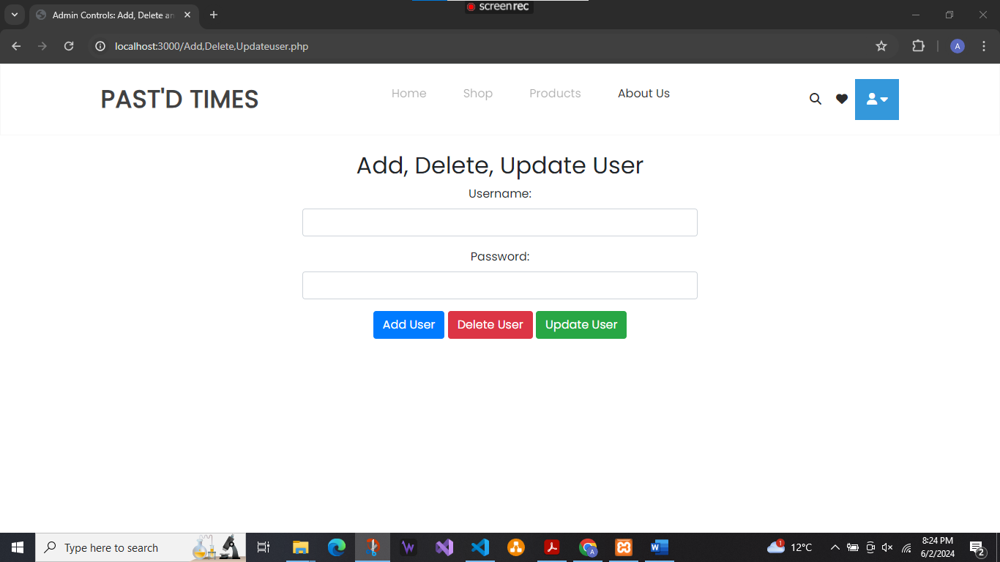 screenrec
Admin Controls: Add, Delete an
localhost:3000/Add,Delete,Updateuser.php
A
PAST'D TIMES
Home Shop Products About Us
Add, Delete, Update User
Username:
Password:
Add User Delete User Update User
Type here to search
W
A
W
1
12°C
8:24 PM
6/2/2024
2